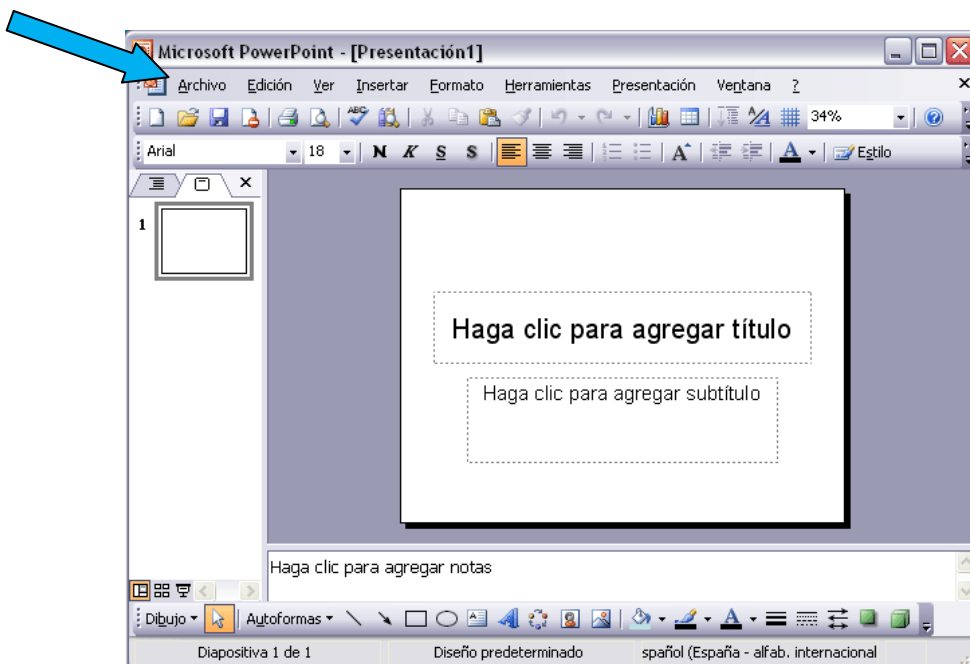 Microsoft PowerPoint - [Presentación1]
Archivo Edición Ver Insertar Formato Herramientas Presentación Ventana ?
34%
Arial 18 N K S S A A Estilo
1
Haga clic para agregar título
Haga clic para agregar subtítulo
Haga clic para agregar notas
Dibujo Autoformas A
Diapositiva 1 de 1 Diseño predeterminado spañol (España - alfab. internacional